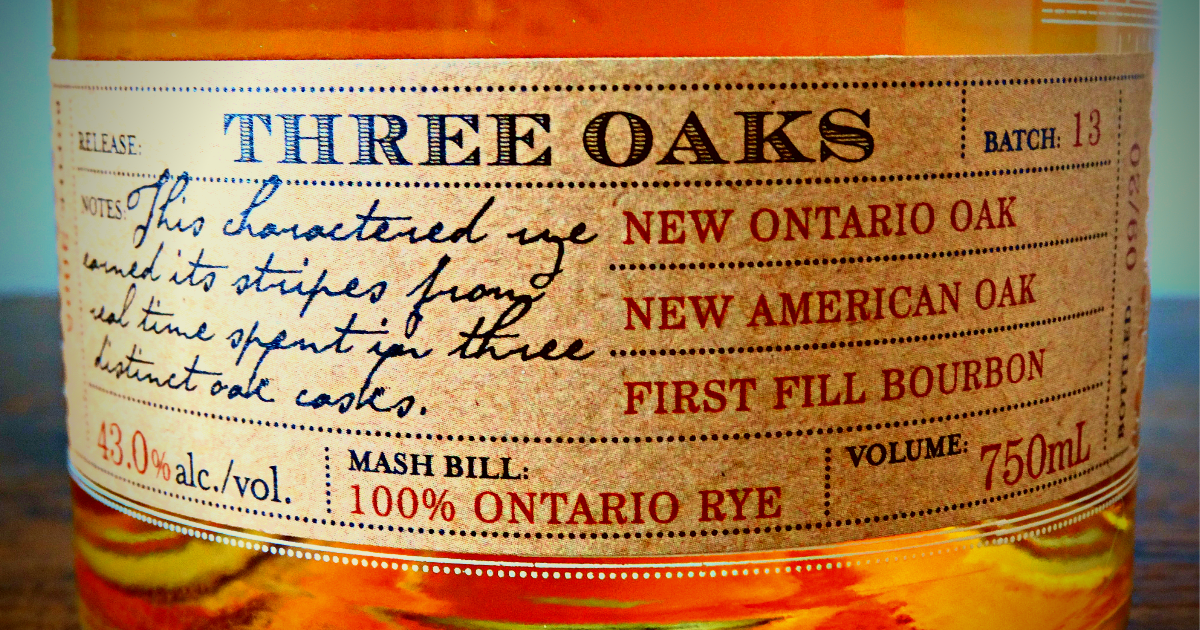 RELEASE: THREE OAKS BATCH: 13
NOTES: This charactered rye
earned its stripes from
real time spent in three
distinct oak casks.
NEW ONTARIO OAK
NEW AMERICAN OAK
FIRST FILL BOURBON
43.0% alc./vol.
MASH BILL:
100% ONTARIO RYE
VOLUME: 750mL
BOTTLED: 09/20